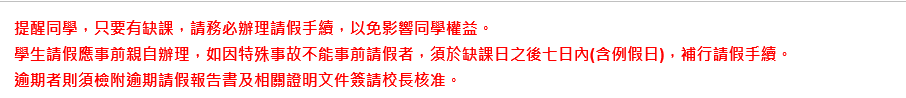 提醒同學，只要有缺課，請務必辦理請假手續，以免影響同學權益。
學生請假應事前親自辦理，如因特殊事故不能事前請假者，須於缺課日之後七日內(含例假日)，補行請假手續。
逾期者則須檢附逾期請假報告書及相關證明文件簽請校長核准。